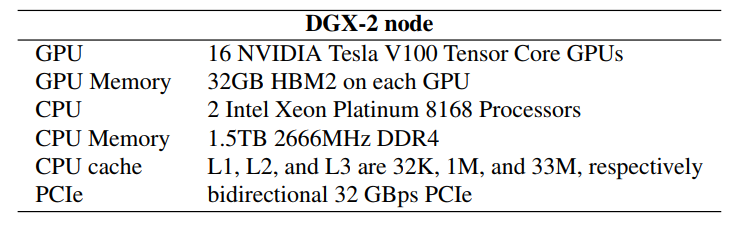 DGX-2 node
GPU 16 NVIDIA Tesla V100 Tensor Core GPUs
GPU Memory 32GB HBM2 on each GPU
CPU 2 Intel Xeon Platinum 8168 Processors
CPU Memory 1.5TB 2666MHz DDR4
CPU cache L1, L2, and L3 are 32K, 1M, and 33M, respectively
PCIe bidirectional 32 GBps PCIe